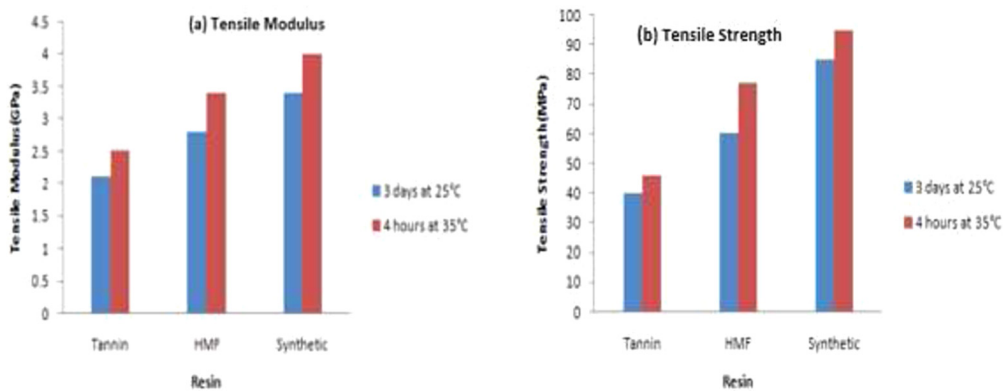 (a) Tensile Modulus
Tensile Modulus(GPa)
4.5
4
3.5
3
2.5
2
1.5
1
0.5
0
Tannin HMF Synthetic
Resin
3 days at 25°C
4 hours at 35°C
(b) Tensile Strength
Tensile Strength(MPa)
100
90
80
70
60
50
40
30
20
10
0
Tannin HMF Synthetic
Resin
3 days at 25°C
4 hours at 35°C